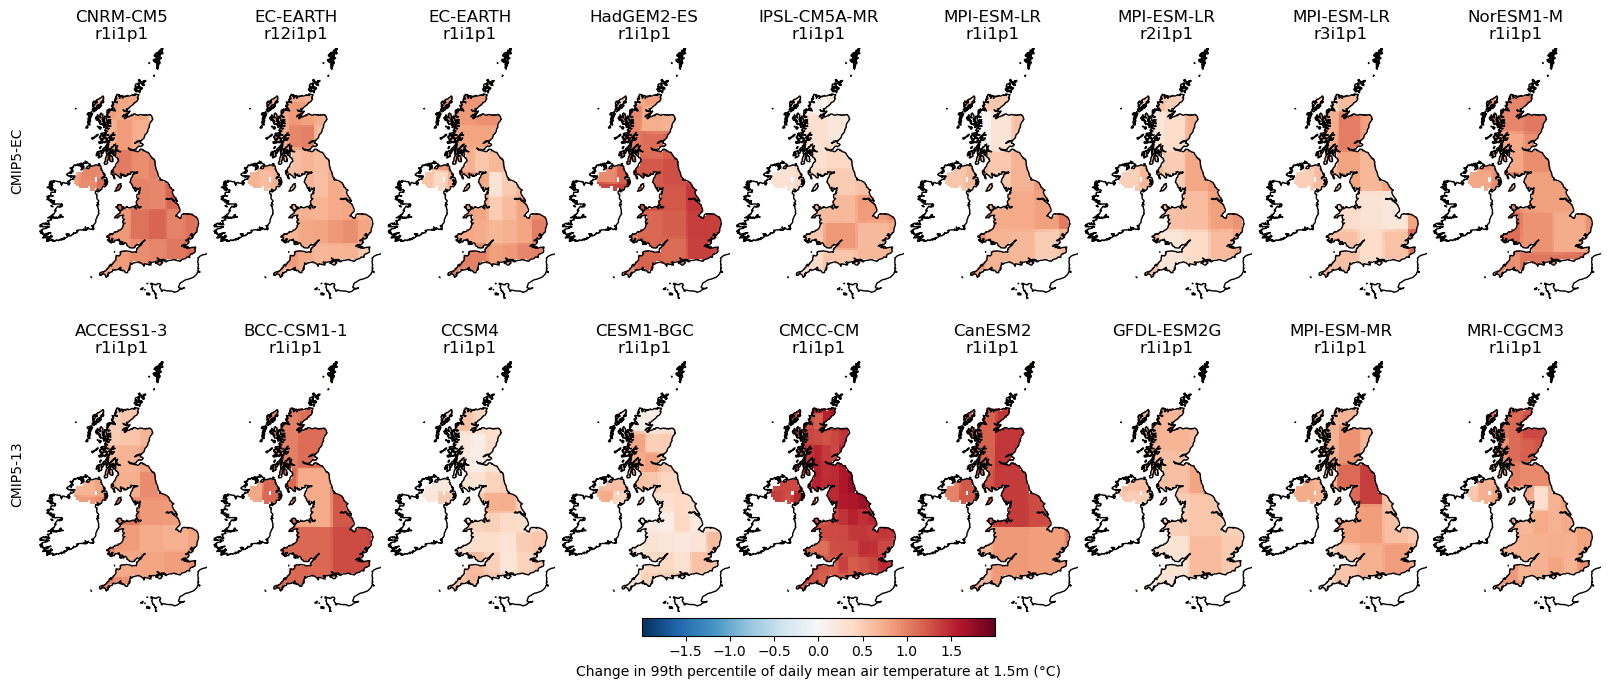 CNRM-CM5 EC-EARTH EC-EARTH HadGEM2-ES IPSL-CM5A-MR MPI-ESM-LR MPI-ESM-LR MPI-ESM-LR NorESM1-M
r1i1p1 r12i1p1 r1i1p1 r1i1p1 r1i1p1 r1i1p1 r2i1p1 r3i1p1 r1i1p1
CMIP5-EC
ACCESS1-3 BCC-CSM1-1 CCSM4 CESM1-BGC CMCC-CM CanESM2 GFDL-ESM2G MPI-ESM-MR MRI-CGCM3
r1i1p1 r1i1p1 r1i1p1 r1i1p1 r1i1p1 r1i1p1 r1i1p1 r1i1p1 r1i1p1
CMIP5-13
−1.5 −1.0 −0.5 0.0 0.5 1.0 1.5
Change in 99th percentile of daily mean air temperature at 1.5m (°C)